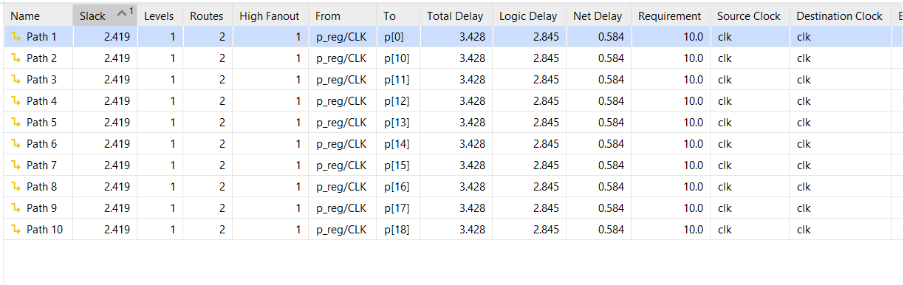 Name Slack 1 Levels Routes High Fanout From To Total Delay Logic Delay Net Delay Requirement Source Clock Destination Clock E
Path 1 2.419 1 2 1 p_reg/CLK p[0] 3.428 2.845 0.584 10.0 clk clk
Path 2 2.419 1 2 1 p_reg/CLK p[10] 3.428 2.845 0.584 10.0 clk clk
Path 3 2.419 1 2 1 p_reg/CLK p[11] 3.428 2.845 0.584 10.0 clk clk
Path 4 2.419 1 2 1 p_reg/CLK p[12] 3.428 2.845 0.584 10.0 clk clk
Path 5 2.419 1 2 1 p_reg/CLK p[13] 3.428 2.845 0.584 10.0 clk clk
Path 6 2.419 1 2 1 p_reg/CLK p[14] 3.428 2.845 0.584 10.0 clk clk
Path 7 2.419 1 2 1 p_reg/CLK p[15] 3.428 2.845 0.584 10.0 clk clk
Path 8 2.419 1 2 1 p_reg/CLK p[16] 3.428 2.845 0.584 10.0 clk clk
Path 9 2.419 1 2 1 p_reg/CLK p[17] 3.428 2.845 0.584 10.0 clk clk
Path 10 2.419 1 2 1 p_reg/CLK p[18] 3.428 2.845 0.584 10.0 clk clk